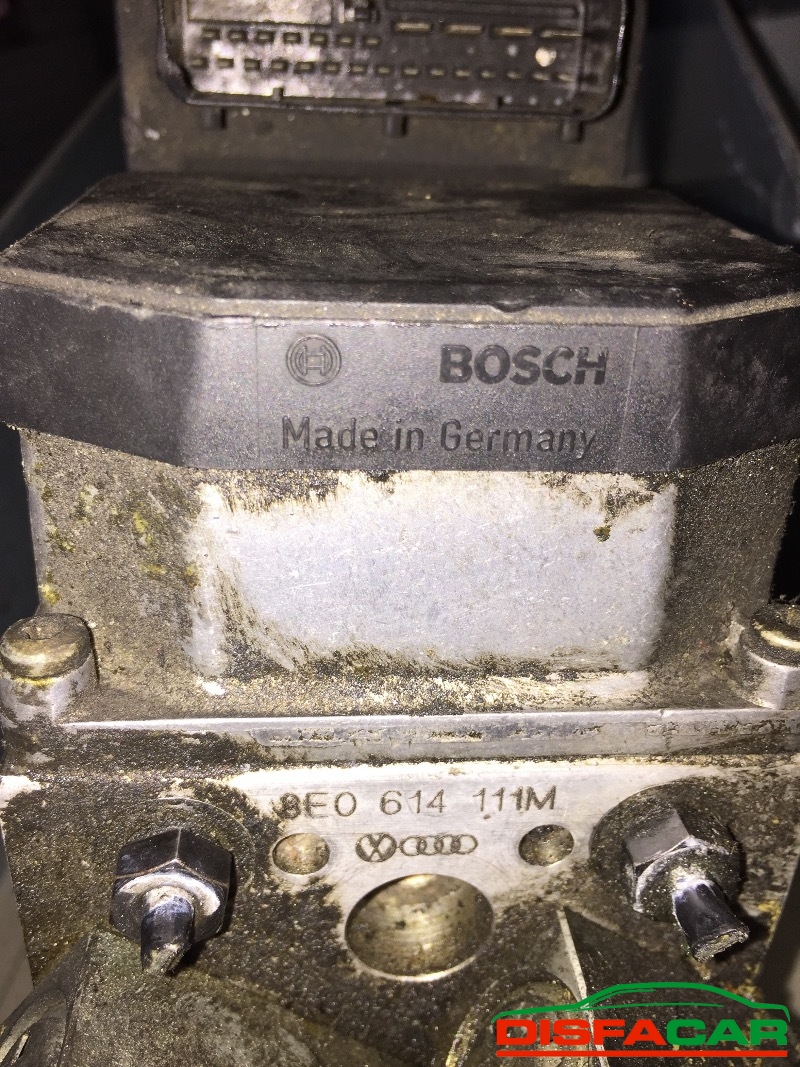 BOSCH
Made in Germany
8E0 614 111M
DISFACAR